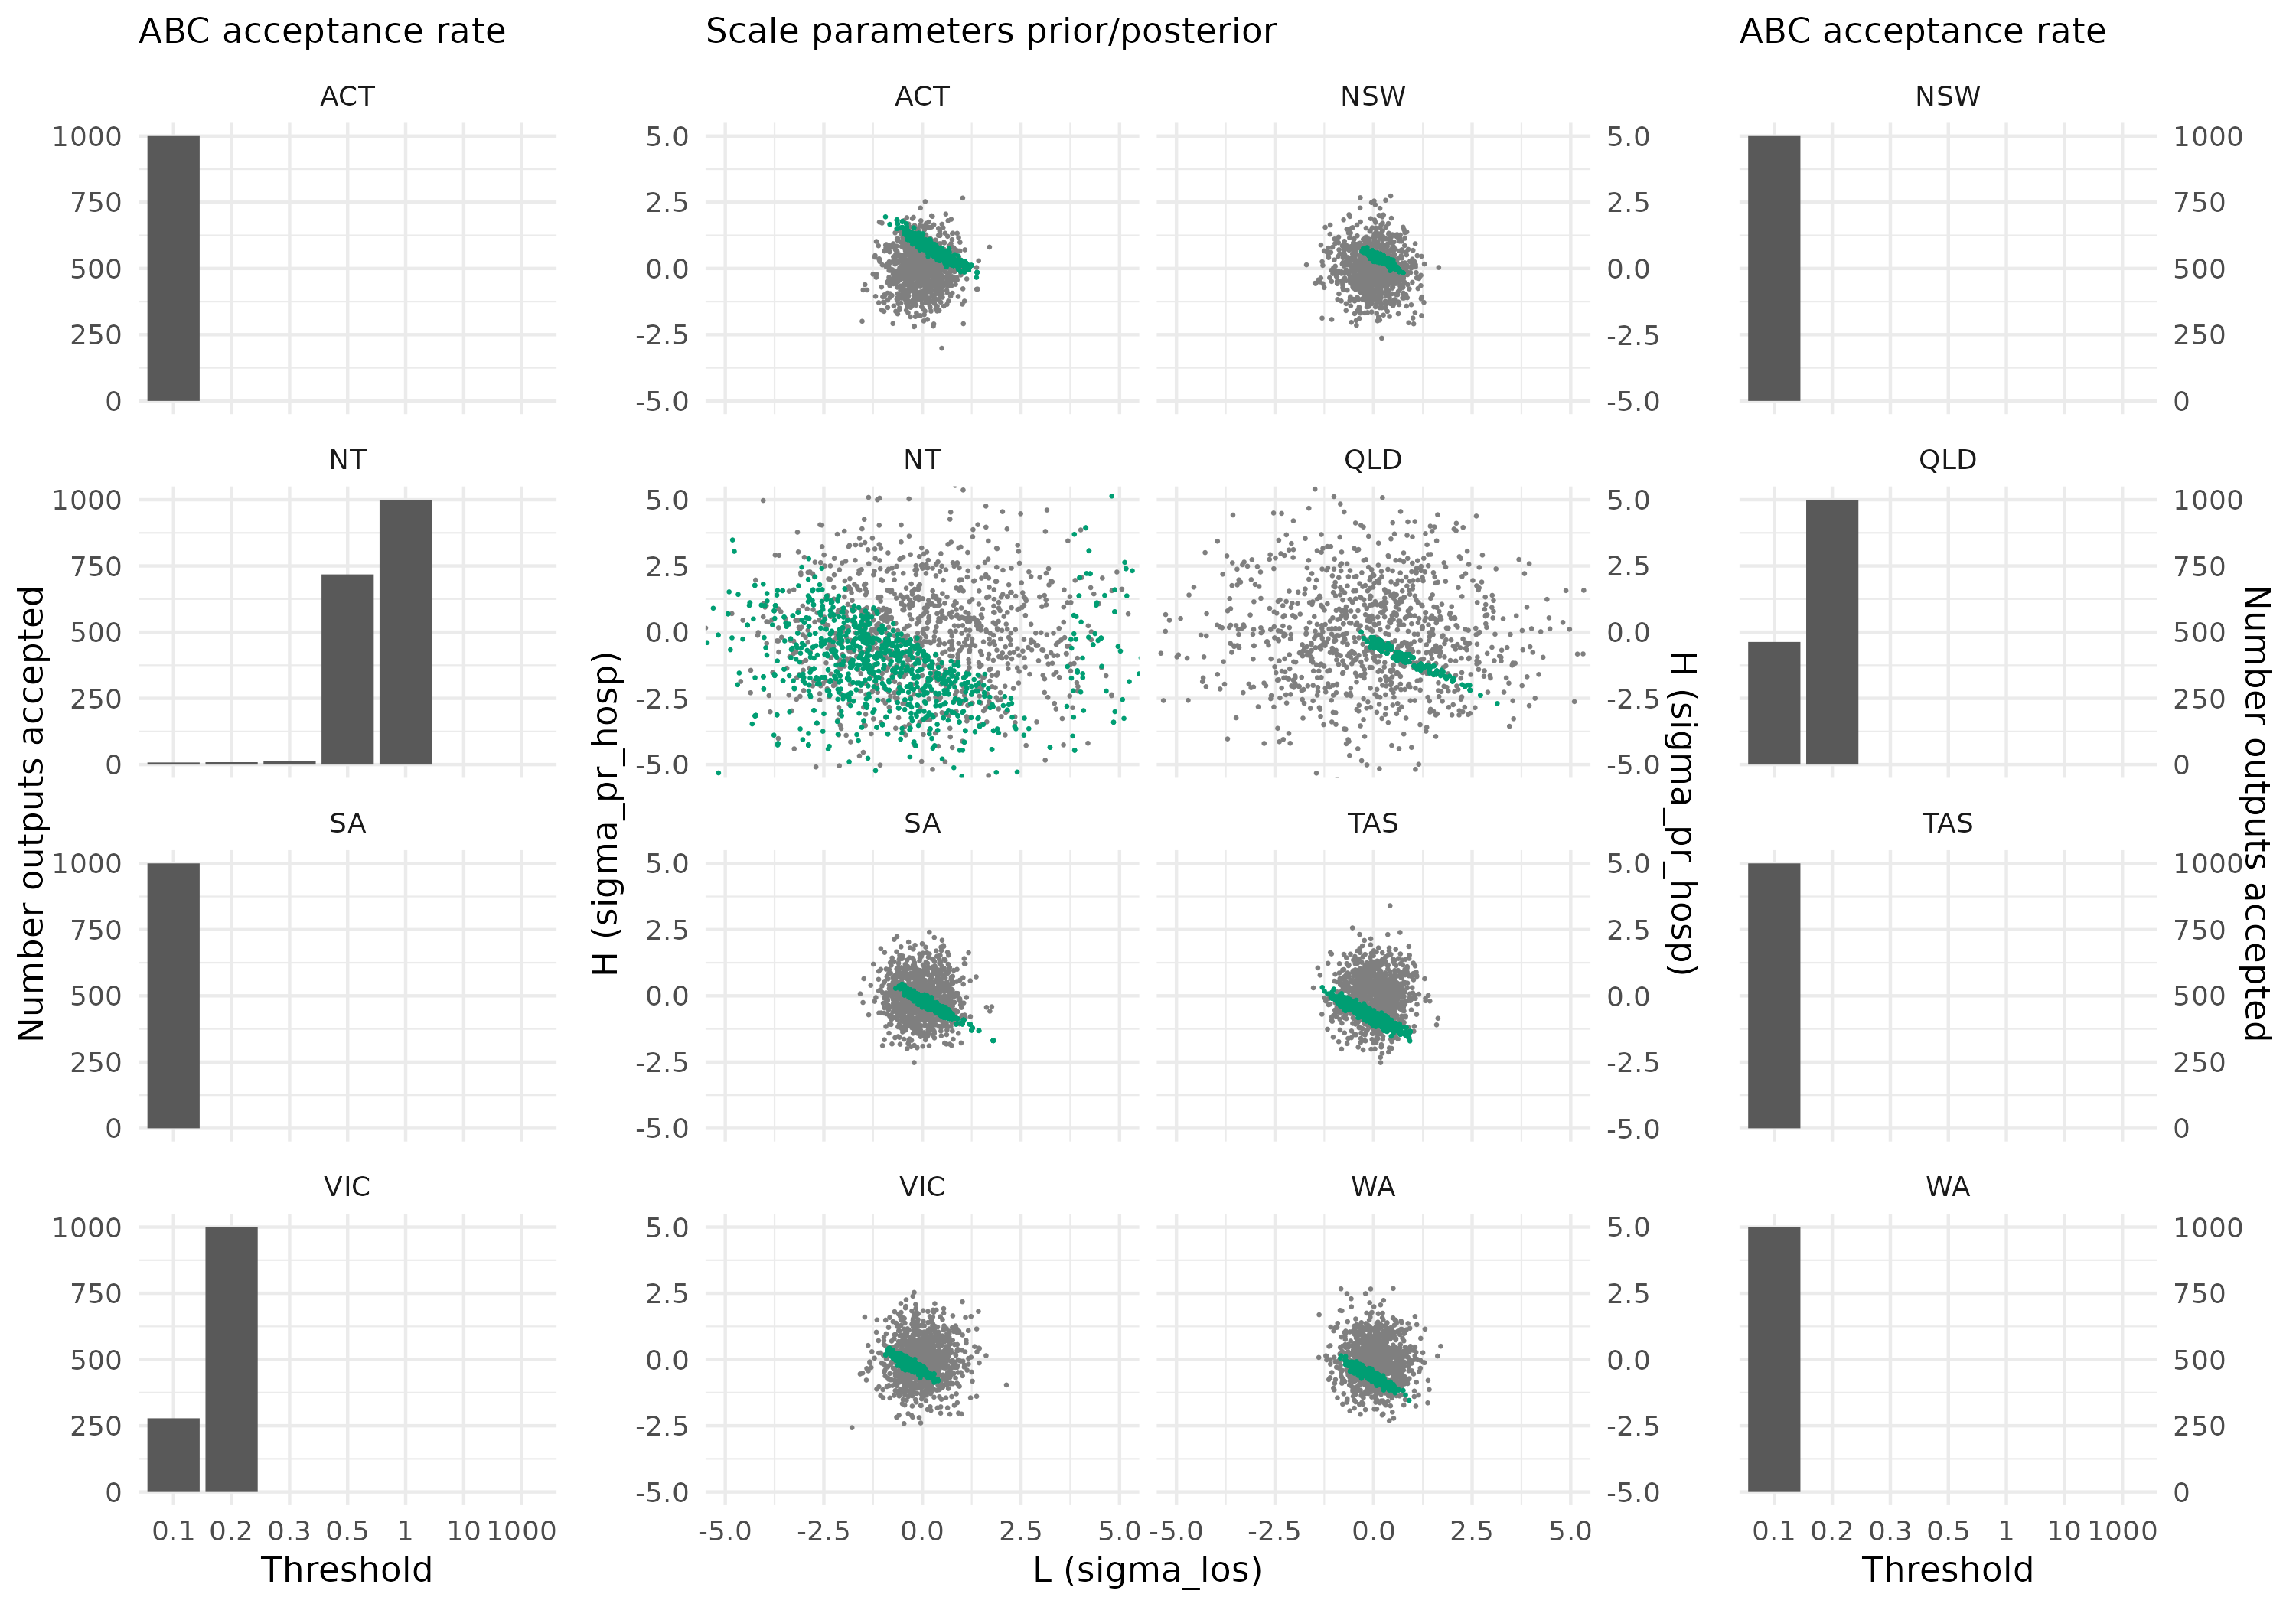 ABC acceptance rate
Scale parameters prior/posterior
ABC acceptance rate
ACT
ACT
NSW
NSW
1000
750
500
250
0
5.0
2.5
0.0
-2.5
-5.0
5.0
2.5
0.0
-2.5
-5.0
1000
750
500
250
0
NT
NT
QLD
QLD
1000
750
500
250
0
5.0
2.5
0.0
-2.5
-5.0
5.0
2.5
0.0
-2.5
-5.0
1000
750
500
250
0
SA
SA
TAS
TAS
1000
750
500
250
0
5.0
2.5
0.0
-2.5
-5.0
5.0
2.5
0.0
-2.5
-5.0
1000
750
500
250
0
VIC
VIC
WA
WA
1000
750
500
250
0
5.0
2.5
0.0
-2.5
-5.0
5.0
2.5
0.0
-2.5
-5.0
1000
750
500
250
0
Number outputs accepted
H (sigma_pr_hosp)
H (sigma_pr_hosp)
Number outputs accepted
0.1 0.2 0.3 0.5 1 10 1000
-5.0 -2.5 0.0 2.5 5.0
-5.0 -2.5 0.0 2.5 5.0
0.1 0.2 0.3 0.5 1 10 1000
Threshold
L (sigma_los)
Threshold